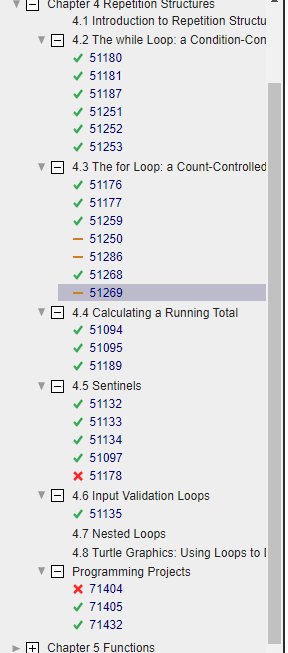 Chapter 4 Repetition Structures
4.1 Introduction to Repetition Structu
4.2 The while Loop: a Condition-Con
51180
51181
51187
51251
51252
51253
4.3 The for Loop: a Count-Controlled
51176
51177
51259
51250
51286
51268
51269
4.4 Calculating a Running Total
51094
51095
51189
4.5 Sentinels
51132
51133
51134
51097
51178
4.6 Input Validation Loops
51135
4.7 Nested Loops
4.8 Turtle Graphics: Using Loops to
Programming Projects
71404
71405
71432
Chapter 5 Functions